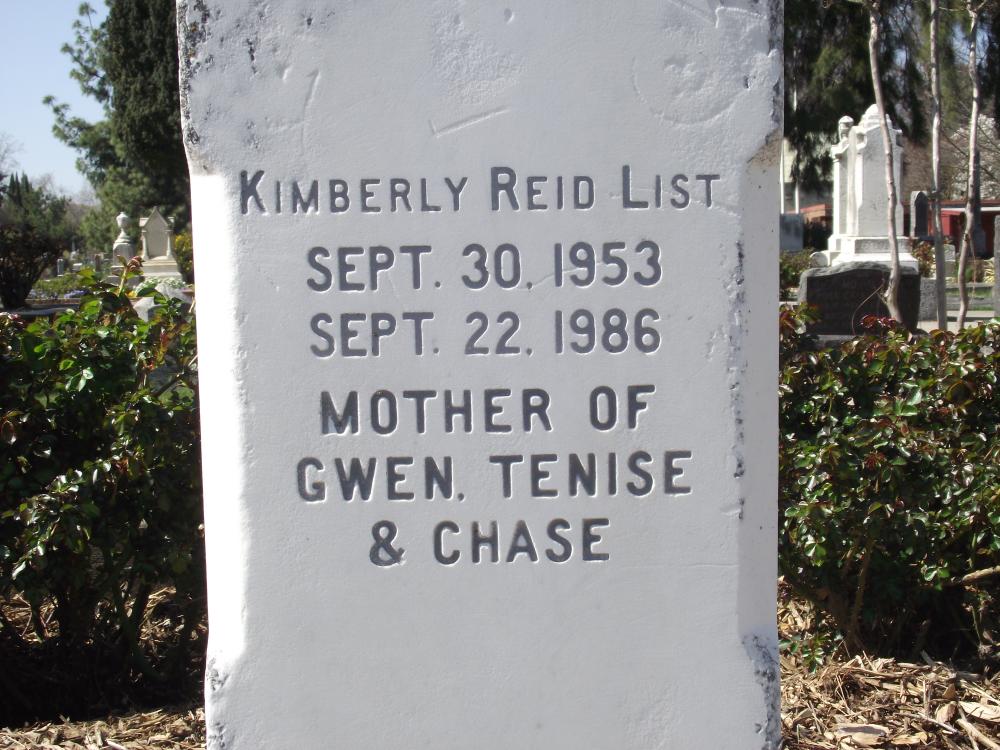 KIMBERLY REID LIST
SEPT. 30, 1953
SEPT. 22, 1986
MOTHER OF
GWEN, TENISE
& CHASE